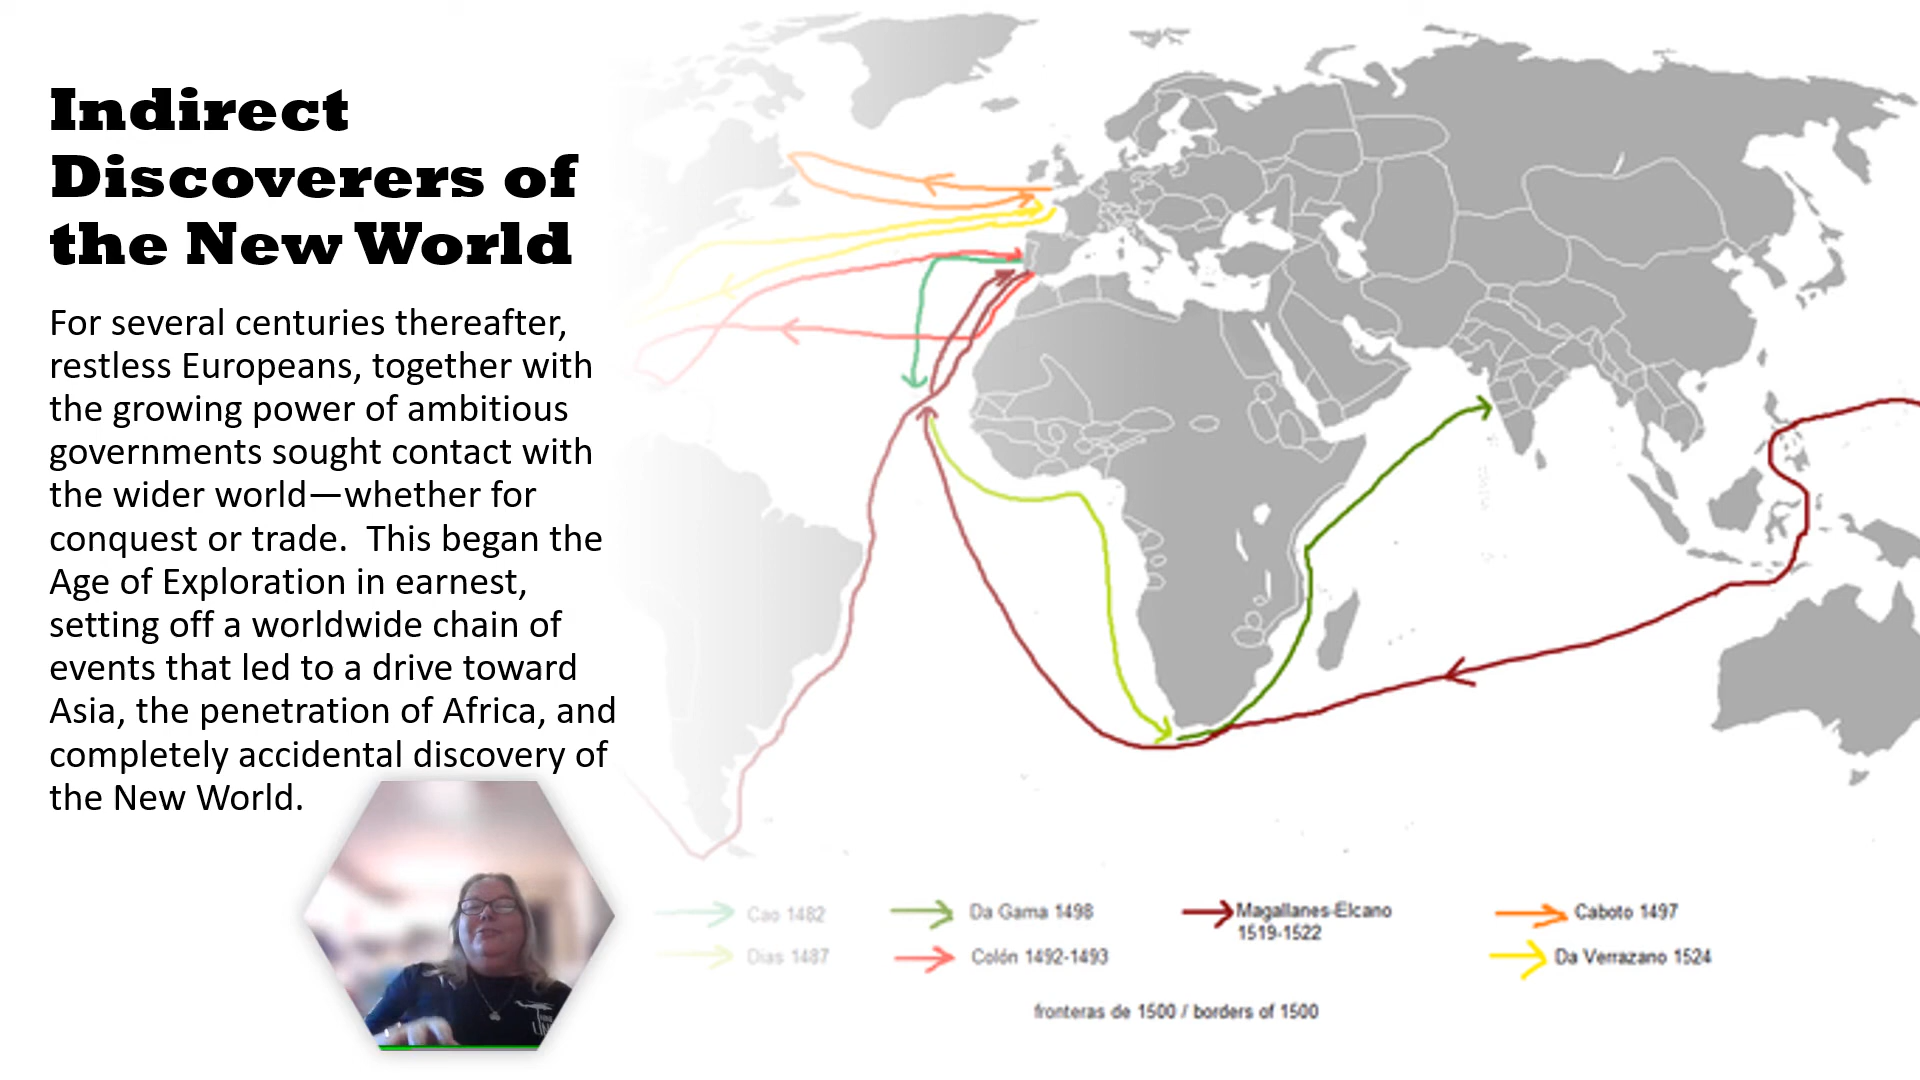 Indirect
Discoverers of
the New World
For several centuries thereafter,
restless Europeans, together with
the growing power of ambitious
governments sought contact with
the wider world—whether for
conquest or trade.  This began the
Age of Exploration in earnest,
setting off a worldwide chain of
events that led to a drive toward
Asia, the penetration of Africa, and
completely accidental discovery of
the New World.
Cao 1482
Dias 1487
Da Gama 1498
Colón 1492-1493
Magallanes-Elcano
1519-1522
Caboto 1497
Da Verrazano 1524
fronteras de 1500 / borders of 1500